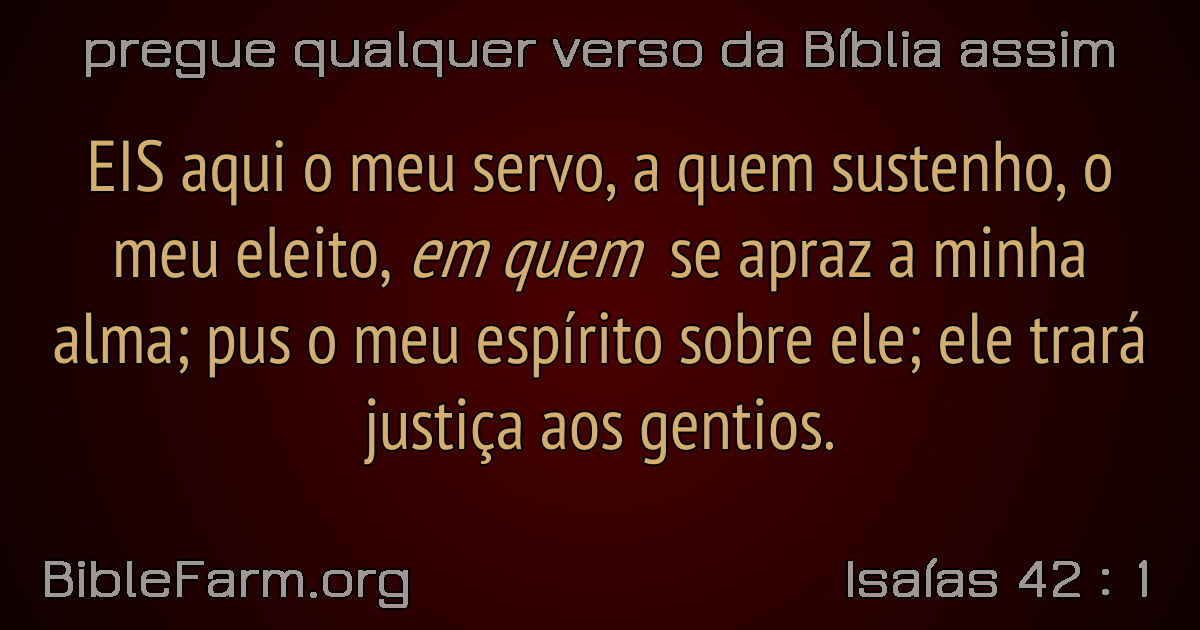 pregue qualquer verso da Bíblia assim
EIS aqui o meu servo, a quem sustenho, o
meu eleito, em quem se apraz a minha
alma; pus o meu espírito sobre ele; ele trará
justiça aos gentios.
BibleFarm.org
Isaías 42 : 1